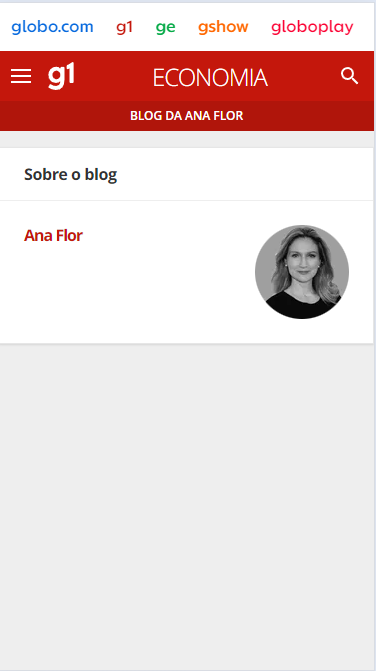 globo.com g1 ge gshow globoplay
g1 ECONOMIA
BLOG DA ANA FLOR
Sobre o blog
Ana Flor